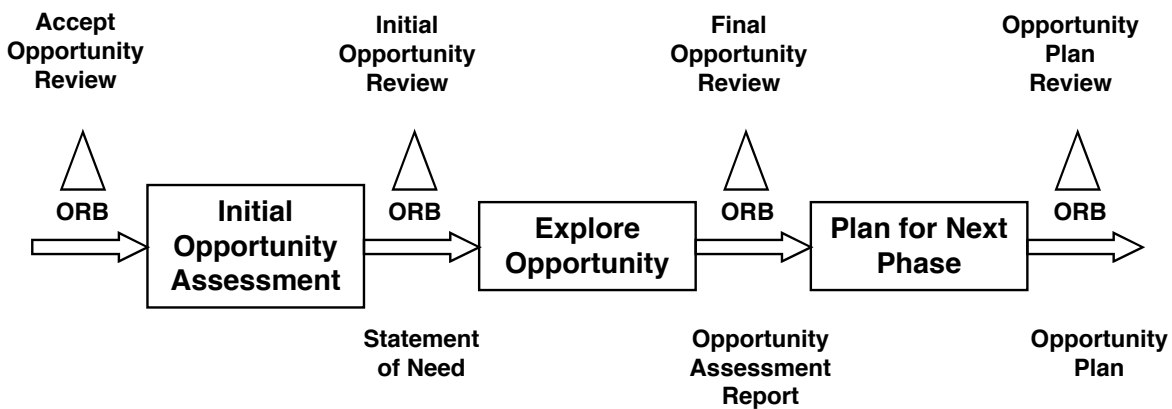 Accept
Opportunity
Review
Initial
Opportunity
Review
Final
Opportunity
Review
Opportunity
Plan
Review
ORB
ORB
ORB
ORB
Initial
Opportunity
Assessment
Explore
Opportunity
Plan for Next
Phase
Statement
of Need
Opportunity
Assessment
Report
Opportunity
Plan